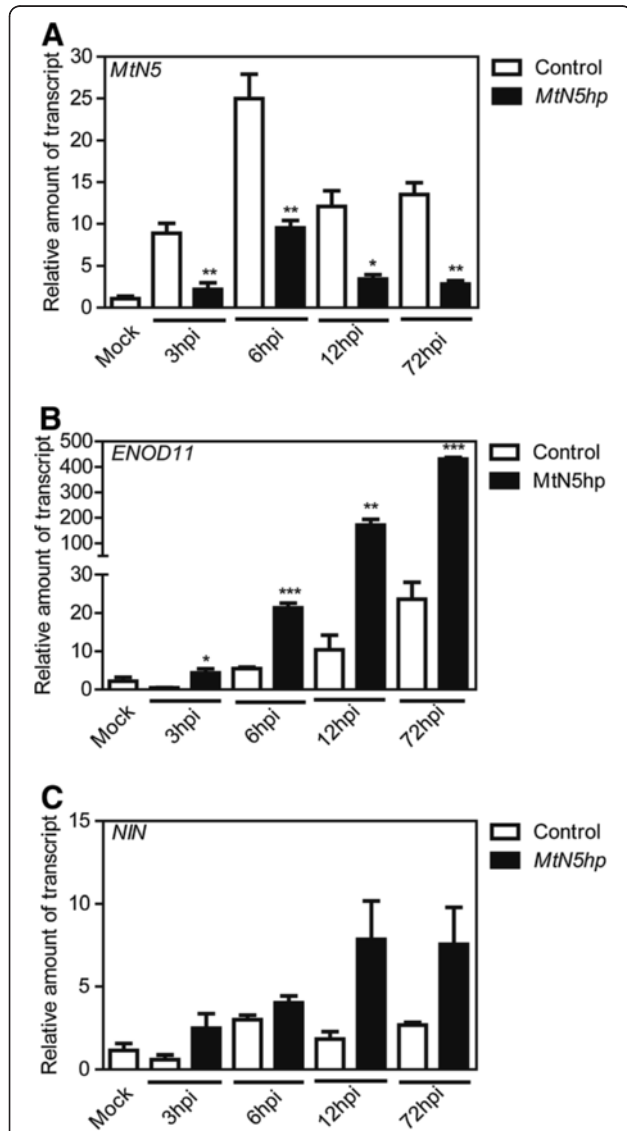 A
MtN5
Relative amount of transcript
30
25
20
15
10
5
0
**
**
*
**
Mock
3hpi
6hpi
12hpi
72hpi
Control
MtN5hp
B
ENOD11
Relative amount of transcript
500
400
300
200
100
30
20
10
0
*
***
**
***
Mock
3hpi
6hpi
12hpi
72hpi
Control
MtN5hp
C
NIN
Relative amount of transcript
15
10
5
0
Mock
3hpi
6hpi
12hpi
72hpi
Control
MtN5hp